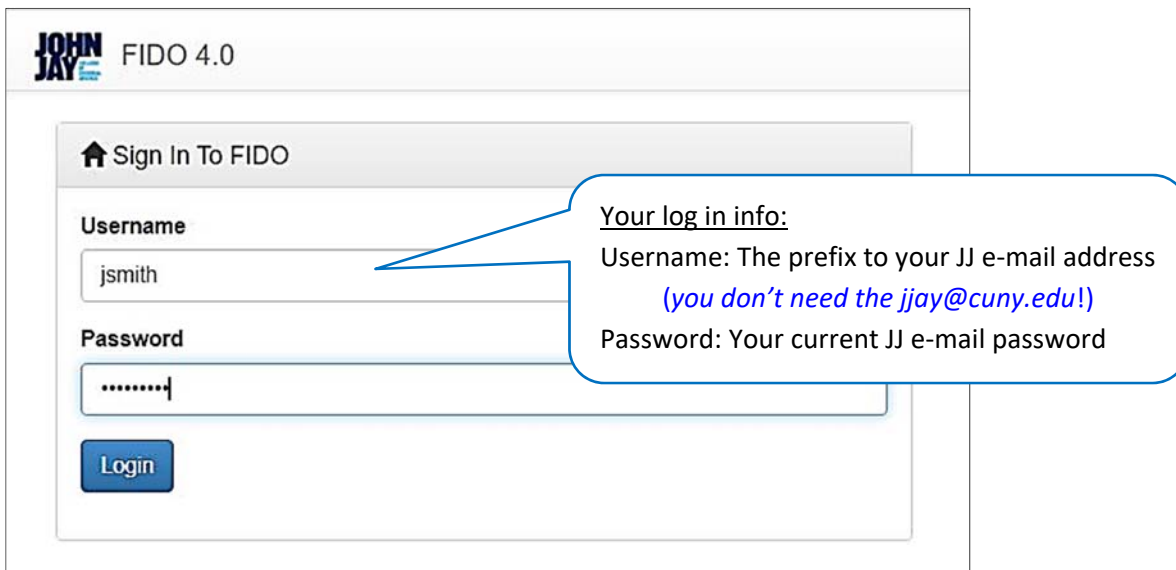 JOHN
JAY
FIDO 4.0
Sign In To FIDO
Username
jsmith
Password
•••••••••
Login
Your log in info:
Username: The prefix to your JJ e-mail address
(you don’t need the jjay@cuny.edu!)
Password: Your current JJ e-mail password